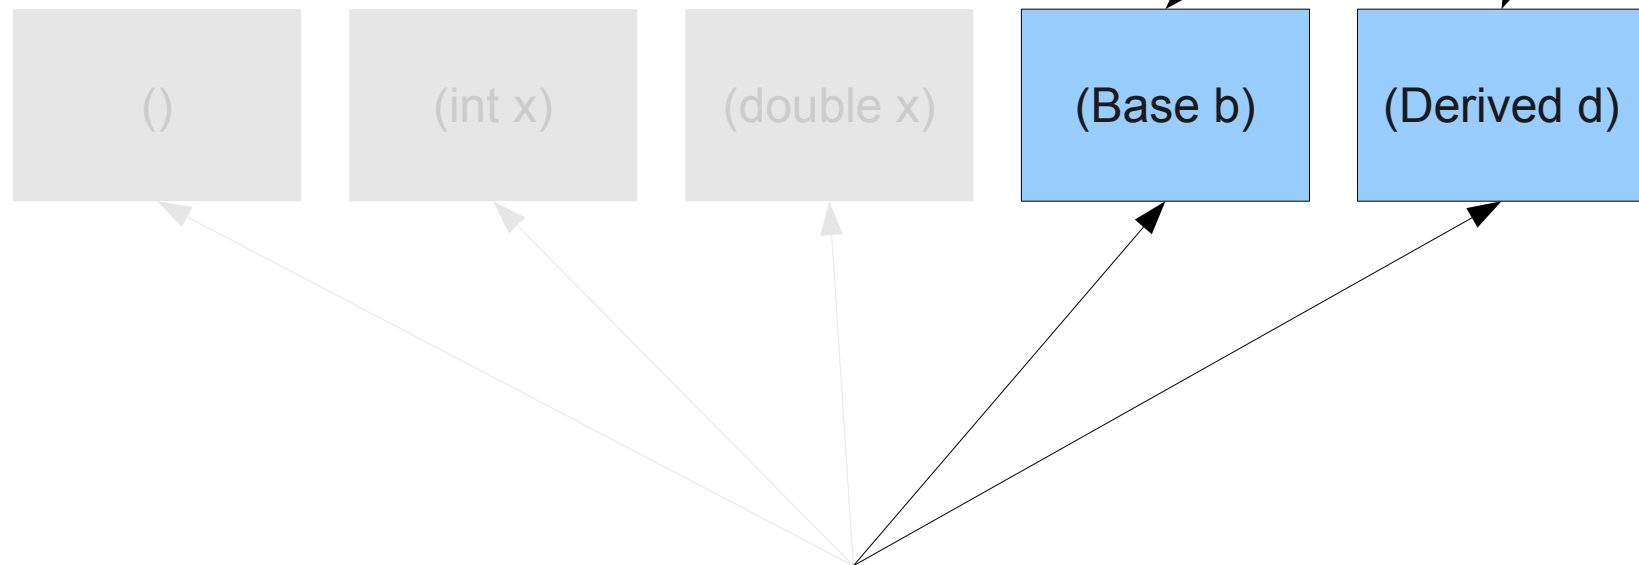 ()
(int x)
(double x)
(Base b)
(Derived d)